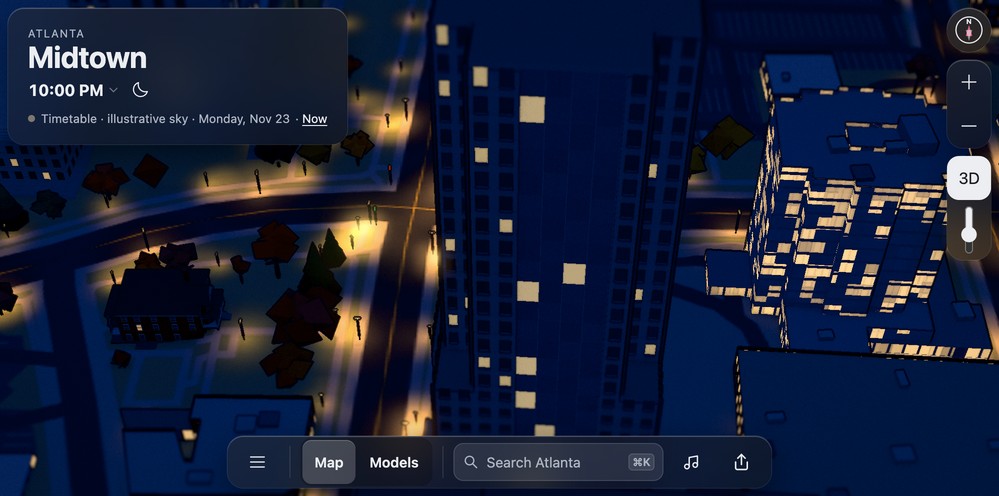 ATLANTA
Midtown
10:00 PM
Timetable · illustrative sky · Monday, Nov 23 · Now
N
3D
Map
Models
Search Atlanta
⌘K